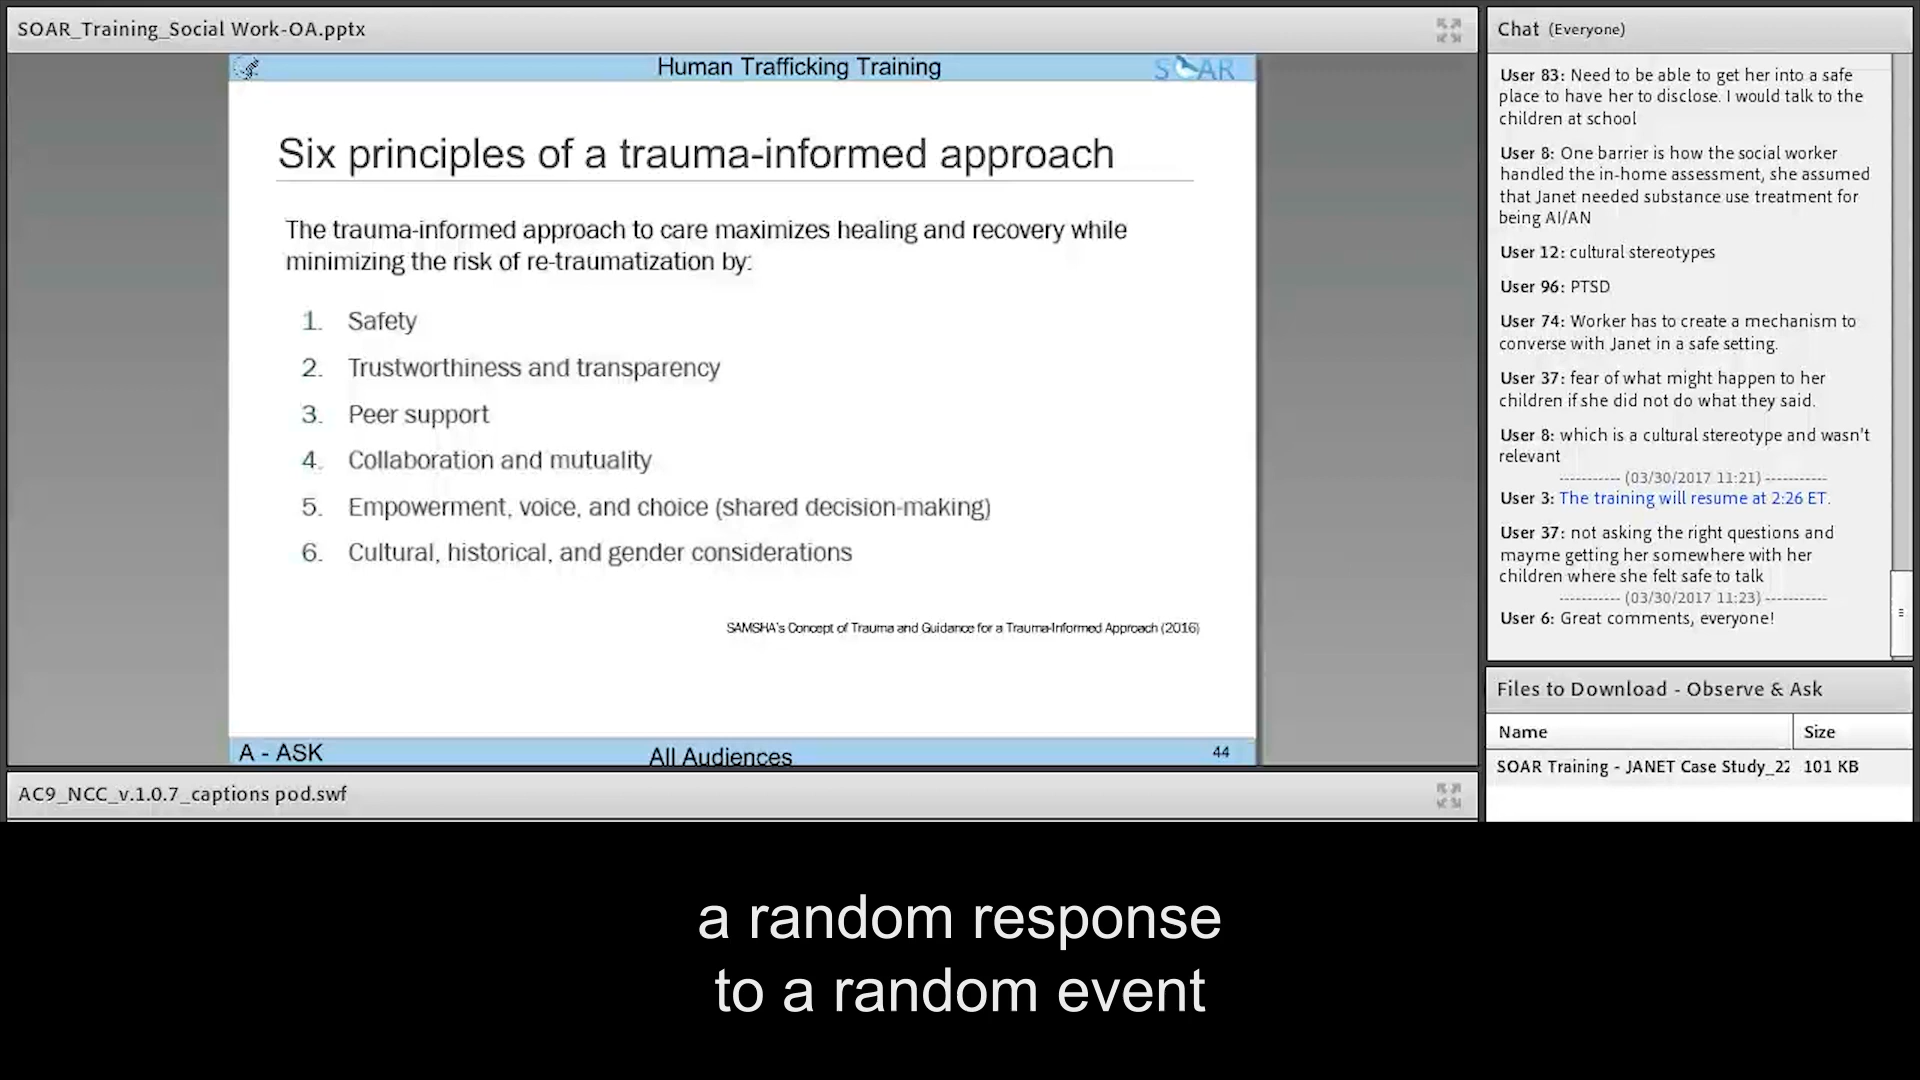 SOAR_Training_Social Work-OA.pptx
Human Trafficking Training
SOAR
Six principles of a trauma-informed approach
The trauma-informed approach to care maximizes healing and recovery while
minimizing the risk of re-traumatization by:
1. Safety
2. Trustworthiness and transparency
3. Peer support
4. Collaboration and mutuality
5. Empowerment, voice, and choice (shared decision-making)
6. Cultural, historical, and gender considerations
SAMSHA's Concept of Trauma and Guidance for a Trauma-Informed Approach (2016)
A - ASK
All Audiences
44
Chat (Everyone)
User 83: Need to be able to get her into a safe
place to have her to disclose. I would talk to the
children at school
User 8: One barrier is how the social worker
handled the in-home assessment, she assumed
that Janet needed substance use treatment for
being AI/AN
User 12: cultural stereotypes
User 96: PTSD
User 74: Worker has to create a mechanism to
converse with Janet in a safe setting.
User 37: fear of what might happen to her
children if she did not do what they said.
User 8: which is a cultural stereotype and wasn't
relevant
----------- (03/30/2017 11:21) -----------
User 3: The training will resume at 2:26 ET.
User 37: not asking the right questions and
mayme getting her somewhere with her
children where she felt safe to talk
----------- (03/30/2017 11:23) -----------
User 6: Great comments, everyone!
Files to Download - Observe & Ask
Name Size
SOAR Training - JANET Case Study_22 101 KB
AC9_NCC_v.1.0.7_captions pod.swf
a random response
to a random event